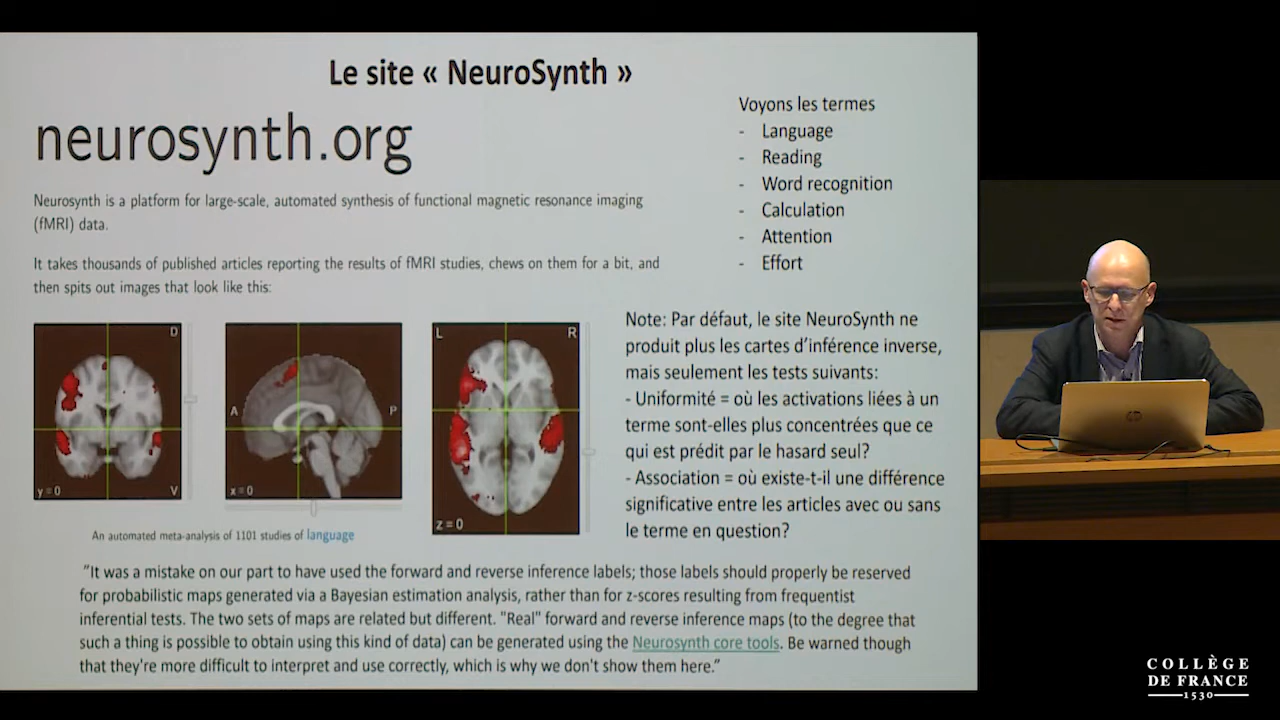 Le site « NeuroSynth »
neurosynth.org
Neurosynth is a platform for large-scale, automated synthesis of functional magnetic resonance imaging
(fMRI) data.
It takes thousands of published articles reporting the results of fMRI studies, chews on them for a bit, and
then spits out images that look like this:
D
y=0
V
A
P
x=0
L
R
z=0
An automated meta-analysis of 1101 studies of language
Voyons les termes
- Language
- Reading
- Word recognition
- Calculation
- Attention
- Effort
Note: Par défaut, le site NeuroSynth ne
produit plus les cartes d'inférence inverse,
mais seulement les tests suivants:
- Uniformité = où les activations liées à un
terme sont-elles plus concentrées que ce
qui est prédit par le hasard seul?
- Association = où existe-t-il une différence
significative entre les articles avec ou sans
le terme en question?
"It was a mistake on our part to have used the forward and reverse inference labels; those labels should properly be reserved
for probabilistic maps generated via a Bayesian estimation analysis, rather than for z-scores resulting from frequentist
inferential tests. The two sets of maps are related but different. "Real" forward and reverse inference maps (to the degree that
such a thing is possible to obtain using this kind of data) can be generated using the Neurosynth core tools. Be warned though
that they're more difficult to interpret and use correctly, which is why we don't show them here."
hp
COLLÈGE
DE FRANCE
1530